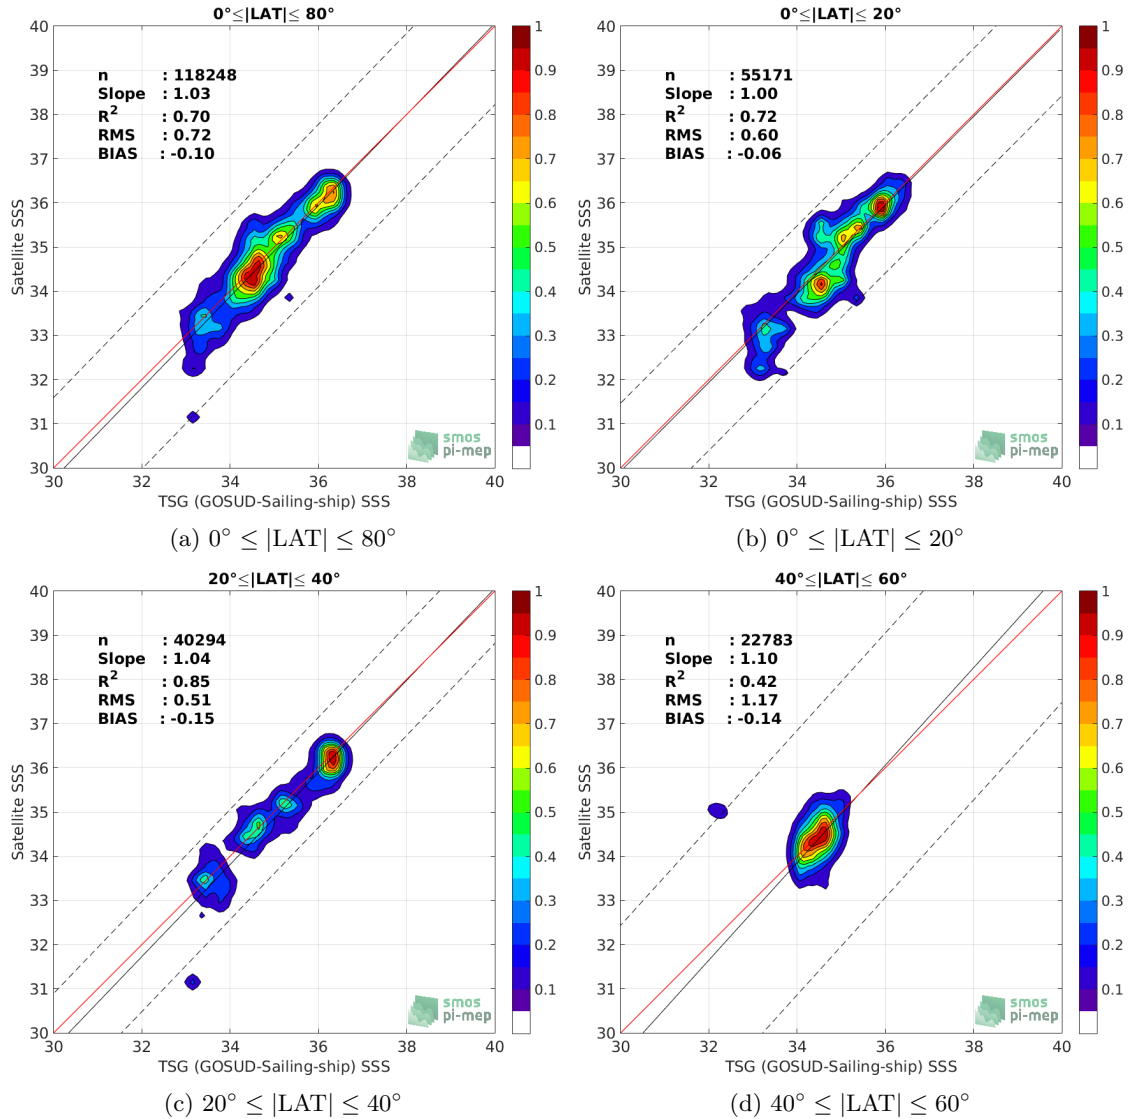 0°≤|LAT|≤ 80°
40
39
38
37
36
35
34
33
32
31
30
Satellite SSS
n : 118248
Slope : 1.03
R² : 0.70
RMS : 0.72
BIAS : -0.10
smos
pi-mep
30 32 34 36 38 40
TSG (GOSUD-Sailing-ship) SSS
1
0.9
0.8
0.7
0.6
0.5
0.4
0.3
0.2
0.1
(a) 0° ≤ |LAT| ≤ 80°
0°≤|LAT|≤ 20°
40
39
38
37
36
35
34
33
32
31
30
Satellite SSS
n : 55171
Slope : 1.00
R² : 0.72
RMS : 0.60
BIAS : -0.06
smos
pi-mep
30 32 34 36 38 40
TSG (GOSUD-Sailing-ship) SSS
1
0.9
0.8
0.7
0.6
0.5
0.4
0.3
0.2
0.1
(b) 0° ≤ |LAT| ≤ 20°
20°≤|LAT|≤ 40°
40
39
38
37
36
35
34
33
32
31
30
Satellite SSS
n : 40294
Slope : 1.04
R² : 0.85
RMS : 0.51
BIAS : -0.15
smos
pi-mep
30 32 34 36 38 40
TSG (GOSUD-Sailing-ship) SSS
1
0.9
0.8
0.7
0.6
0.5
0.4
0.3
0.2
0.1
(c) 20° ≤ |LAT| ≤ 40°
40°≤|LAT|≤ 60°
40
39
38
37
36
35
34
33
32
31
30
Satellite SSS
n : 22783
Slope : 1.10
R² : 0.42
RMS : 1.17
BIAS : -0.14
smos
pi-mep
30 32 34 36 38 40
TSG (GOSUD-Sailing-ship) SSS
1
0.9
0.8
0.7
0.6
0.5
0.4
0.3
0.2
0.1
(d) 40° ≤ |LAT| ≤ 60°